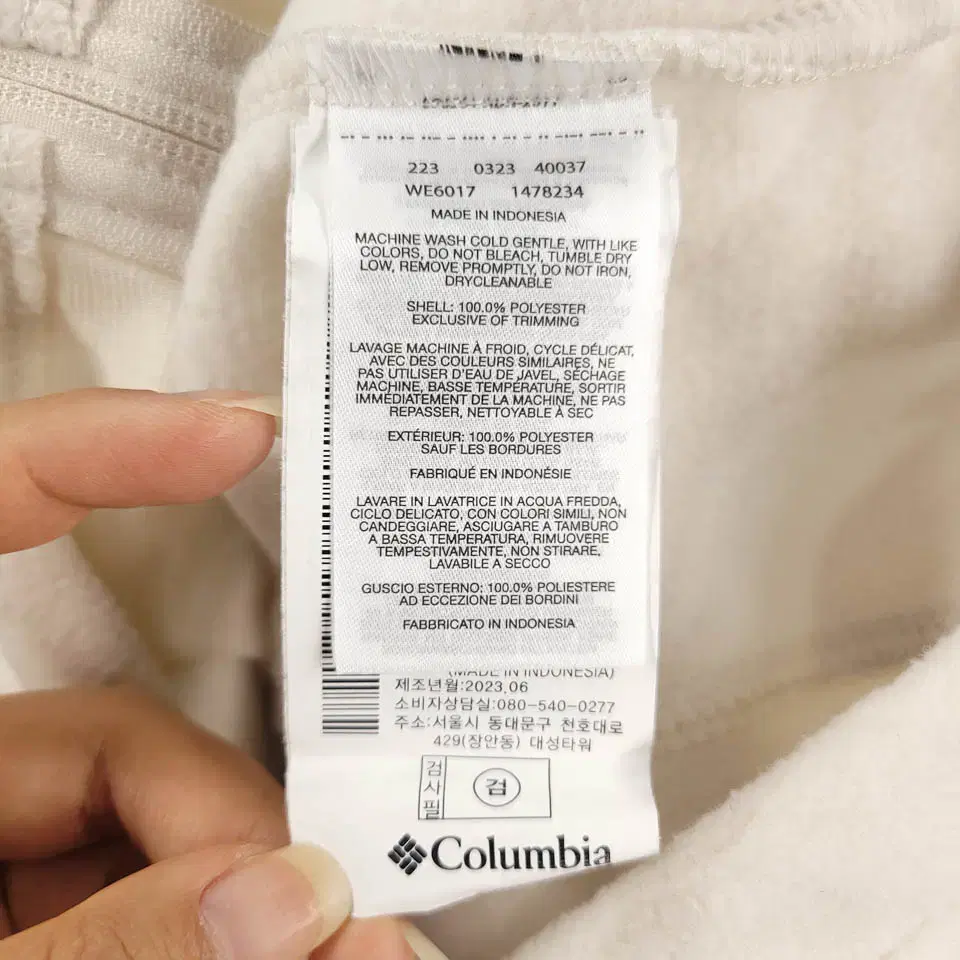 223 0323 40037
WE6017 1478234
MADE IN INDONESIA
MACHINE WASH COLD GENTLE, WITH LIKE
COLORS, DO NOT BLEACH, TUMBLE DRY
LOW, REMOVE PROMPTLY, DO NOT IRON,
DRYCLEANABLE
SHELL: 100.0% POLYESTER
EXCLUSIVE OF TRIMMING
LAVAGE MACHINE À FROID, CYCLE DÉLICAT,
AVEC DES COULEURS SIMILAIRES, NE
PAS UTILISER D'EAU DE JAVEL, SÉCHAGE
MACHINE, BASSE TEMPÉRATURE, SORTIR
IMMÉDIATEMENT DE LA MACHINE, NE PAS
REPASSER, NETTOYABLE À SEC
EXTÉRIEUR: 100.0% POLYESTER
SAUF LES BORDURES
FABRIQUÉ EN INDONÉSIE
LAVARE IN LAVATRICE IN ACQUA FREDDA,
CICLO DELICATO, CON COLORI SIMILI, NON
CANDEGGIARE, ASCIUGARE A TAMBURO
A BASSA TEMPERATURA, RIMUOVERE
TEMPESTIVAMENTE, NON STIRARE,
LAVABILE A SECCO
GUSCIO ESTERNO: 100.0% POLIESTERE
AD ECCEZIONE DEI BORDINI
FABBRICATO IN INDONESIA
(MADE IN INDONESIA)
제조년월:2023.06
소비자상담실:080-540-0277
주소:서울시 동대문구 천호대로
429(장안동) 대성타워
검사필
검
Columbia